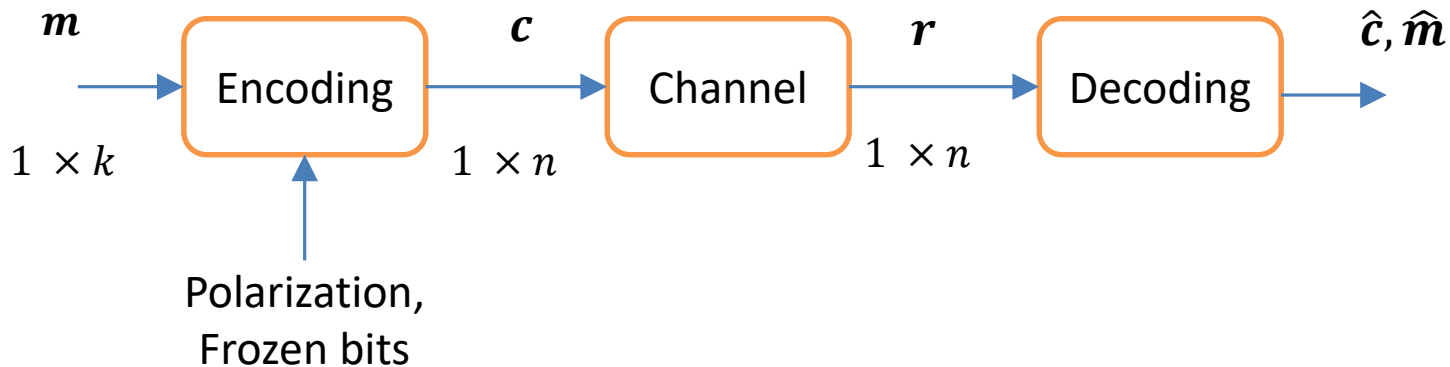 m
c
r
ĉ, m̂
Encoding
Channel
Decoding
1 × k
1 × n
1 × n
Polarization,
Frozen bits